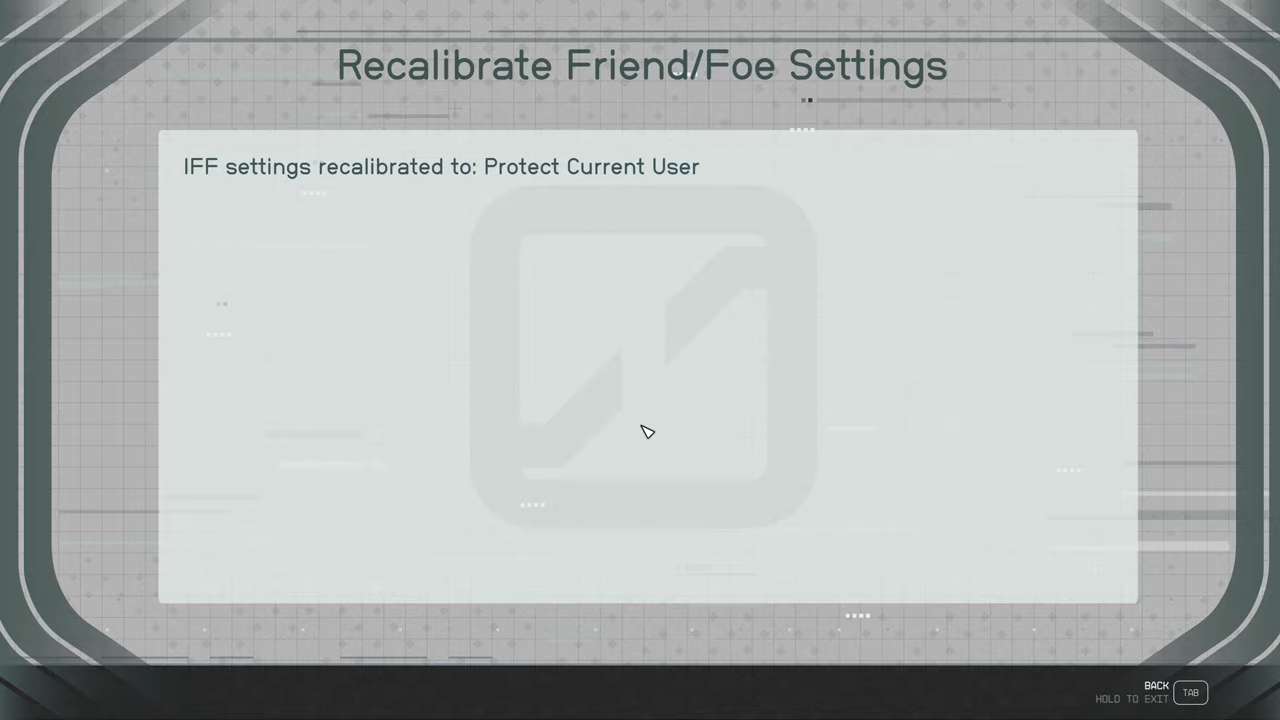 Recalibrate Friend/Foe Settings
IFF settings recalibrated to: Protect Current User
BACK
HOLD TO EXIT
TAB